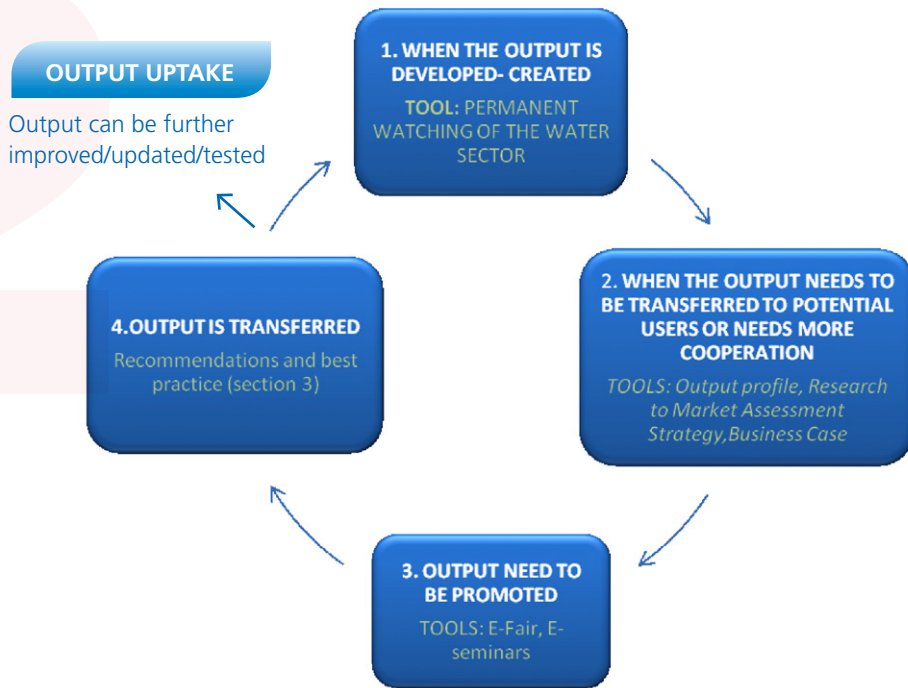 OUTPUT UPTAKE
Output can be further
improved/updated/tested
1. WHEN THE OUTPUT IS
DEVELOPED- CREATED
TOOL: PERMANENT
WATCHING OF THE WATER
SECTOR
2. WHEN THE OUTPUT NEEDS TO
BE TRANSFERRED TO POTENTIAL
USERS OR NEEDS MORE
COOPERATION
TOOLS: Output profile, Research
to Market Assessment
Strategy,Business Case
3. OUTPUT NEED TO
BE PROMOTED
TOOLS: E-Fair, E-
seminars
4.OUTPUT IS TRANSFERRED
Recommendations and best
practice (section 3)